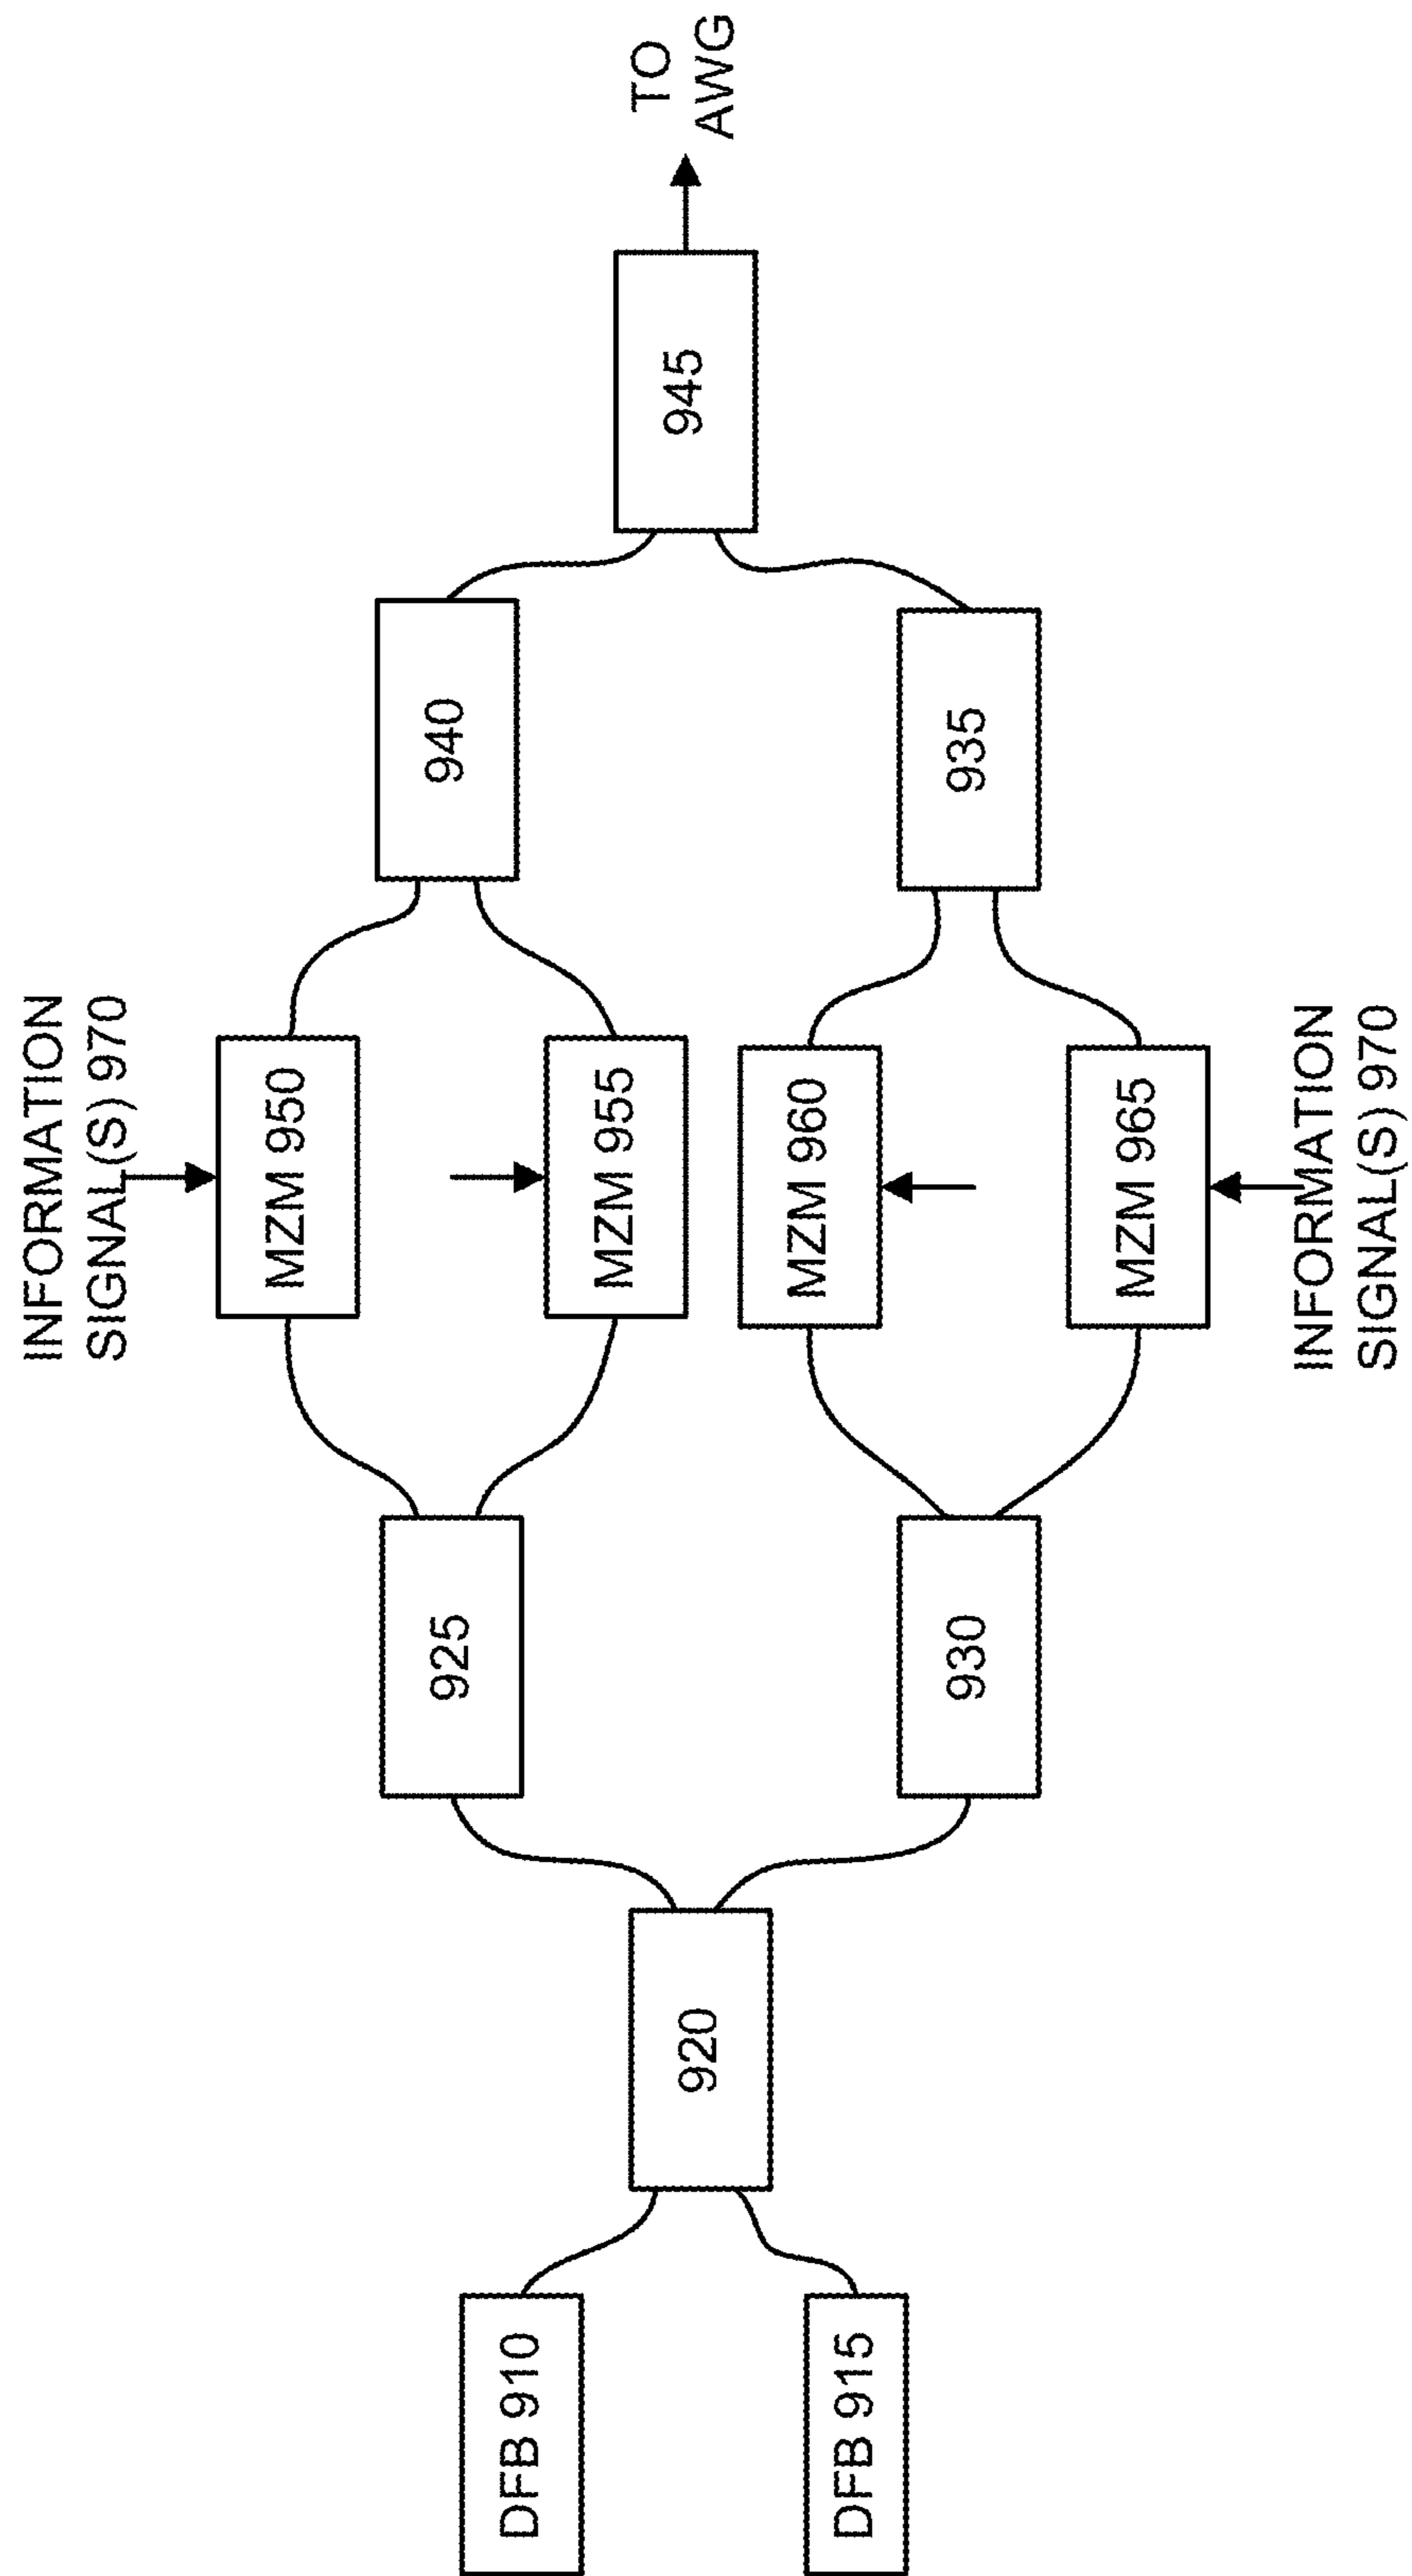 INFORMATION
SIGNAL(S) 970
MZM 950
925
940
DFB 910
MZM 955
920
945
TO
AWG
DFB 915
MZM 960
930
935
MZM 965
INFORMATION
SIGNAL(S) 970